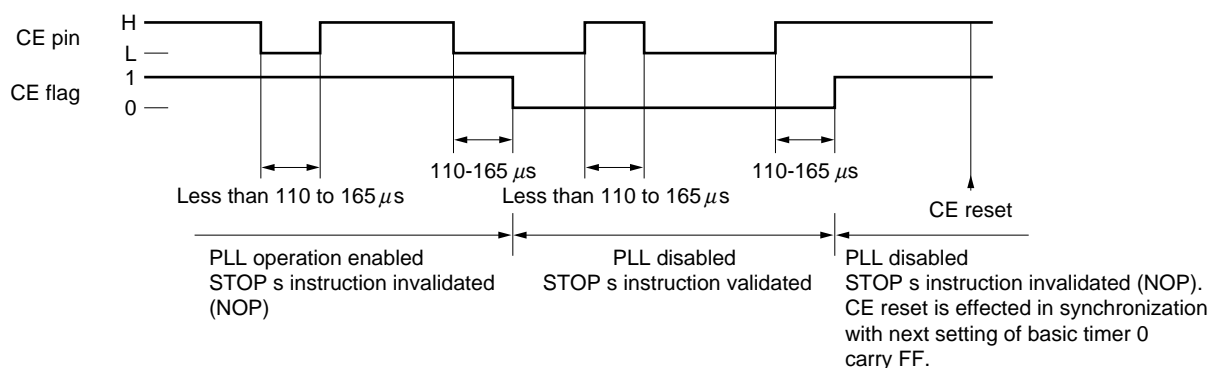 CE pin
H
L
CE flag
1
0
110-165 μs
110-165 μs
Less than 110 to 165 μs
Less than 110 to 165 μs
CE reset
PLL operation enabled
STOP s instruction invalidated
(NOP)
PLL disabled
STOP s instruction validated
PLL disabled
STOP s instruction invalidated (NOP).
CE reset is effected in synchronization
with next setting of basic timer 0
carry FF.